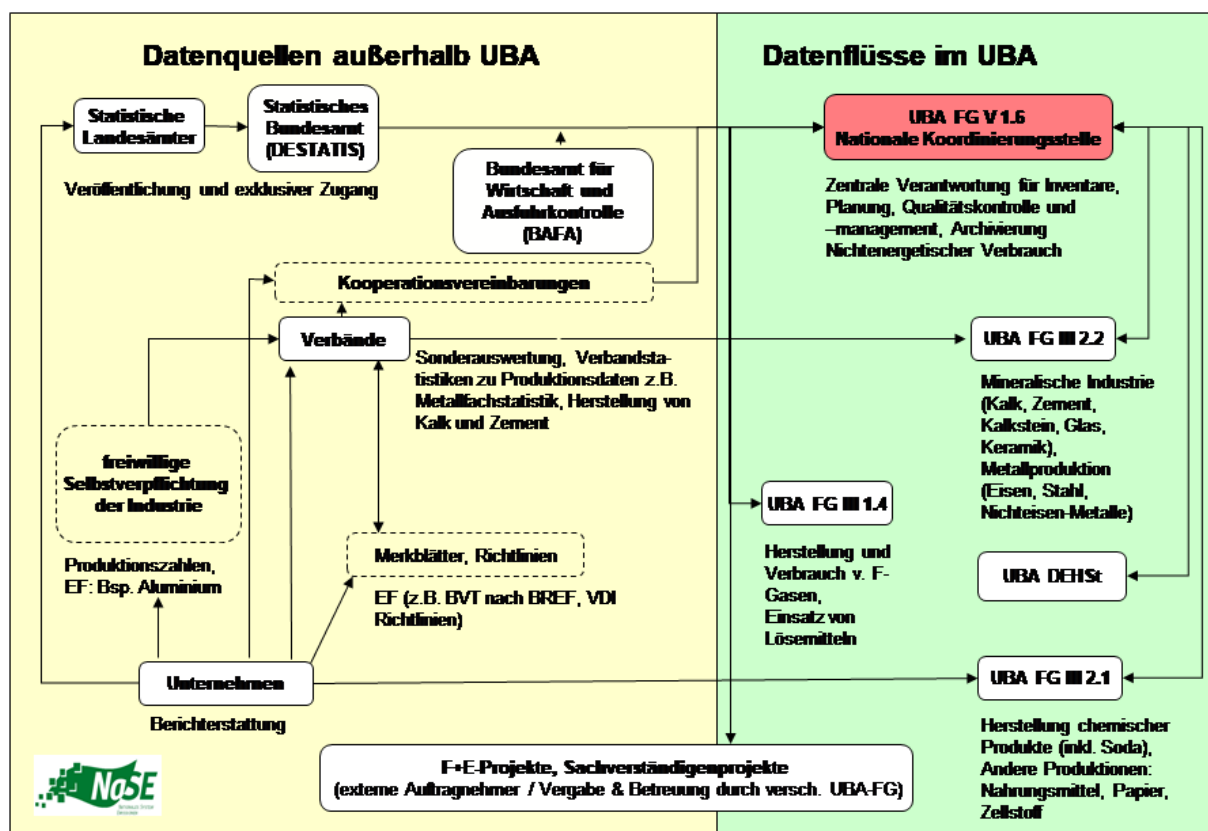 Datenquellen außerhalb UBA
Statistische
Landesämter
Statistisches
Bundesamt
(DESTATIS)
Veröffentlichung und exklusiver Zugang
Bundesamt für
Wirtschaft und
Ausfuhrkontrolle
(BAFA)
Kooperationsvereinbarungen
Verbände
Sonderauswertung, Verbandsta-
tistiken zu Produktionsdaten z.B.
Metallfachstatistik, Herstellung von
Kalk und Zement
freiwillige
Selbstverpflichtung
der Industrie
Produktionszahlen,
EF: Bsp. Aluminium
Merkblätter, Richtlinien
EF (z.B. BVT nach BREF, VDI
Richtlinien)
Unternehmen
Berichterstattung
NaSE
F+E-Projekte, Sachverständigenprojekte
(externe Auftragnehmer / Vergabe & Betreuung durch versch. UBA-FG)
Datenflüsse im UBA
UBA FG V 1.6
Nationale Koordinierungsstelle
Zentrale Verantwortung für Inventare,
Planung, Qualitätskontrolle und
–management, Archivierung
Nichtenergetischer Verbrauch
UBA FG III 2.2
Mineralische Industrie
(Kalk, Zement,
Kalkstein, Glas,
Keramik),
Metallproduktion
(Eisen, Stahl,
Nichteisen-Metalle)
UBA FG III 1.4
Herstellung und
Verbrauch v. F-
Gasen,
Einsatz von
Lösemitteln
UBA DEHSt
UBA FG III 2.1
Herstellung chemischer
Produkte (inkl. Soda),
Andere Produktionen:
Nahrungsmittel, Papier,
Zellstoff